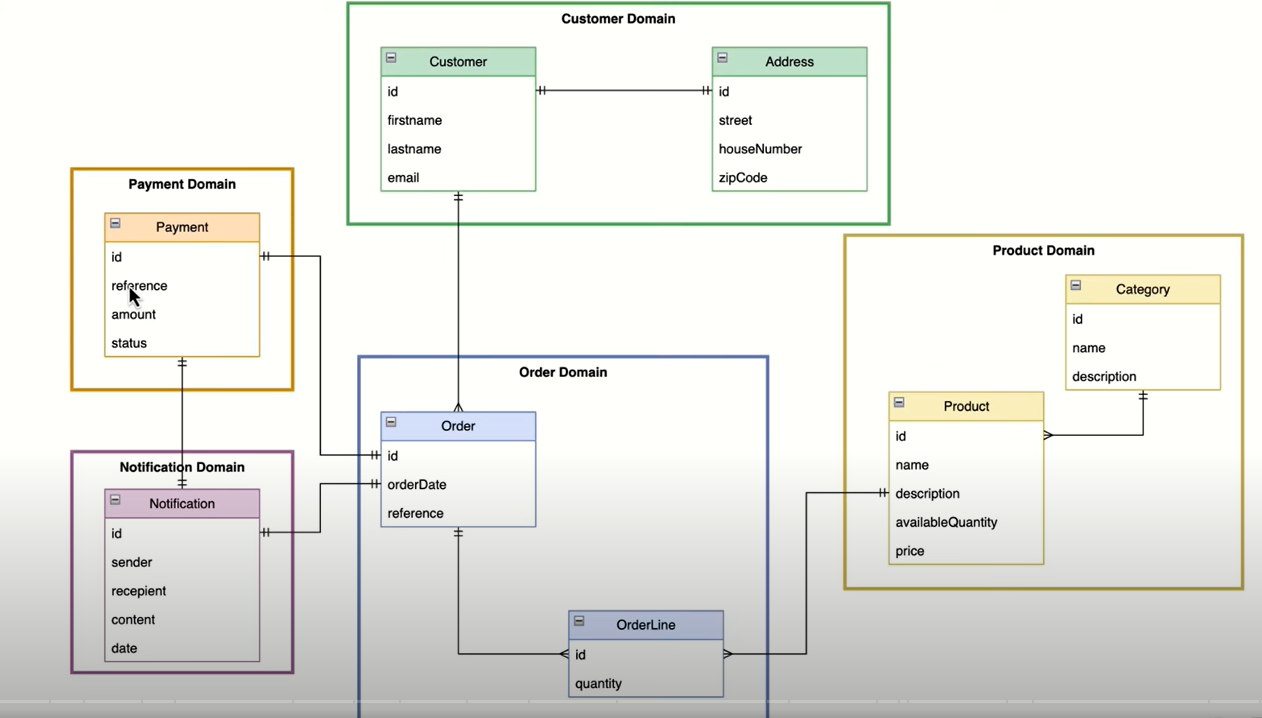 Customer Domain
Customer
id
firstname
lastname
email
Address
id
street
houseNumber
zipCode
Payment Domain
Payment
id
reference
amount
status
Notification Domain
Notification
id
sender
recepient
content
date
Order Domain
Order
id
orderDate
reference
OrderLine
id
quantity
Product Domain
Category
id
name
description
Product
id
name
description
availableQuantity
price